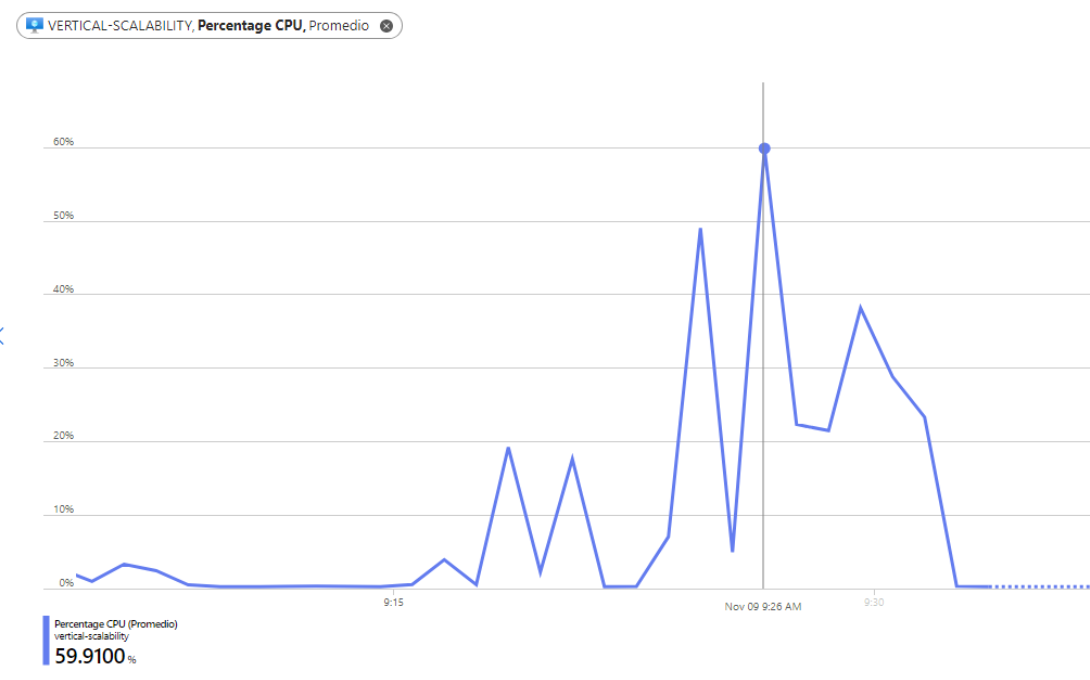 VERTICAL-SCALABILITY, Percentage CPU, Promedio
60%
50%
40%
30%
20%
10%
0%
9:15
Nov 09 9:26 AM
9:30
Percentage CPU (Promedio)
vertical-scalability
59.9100 %